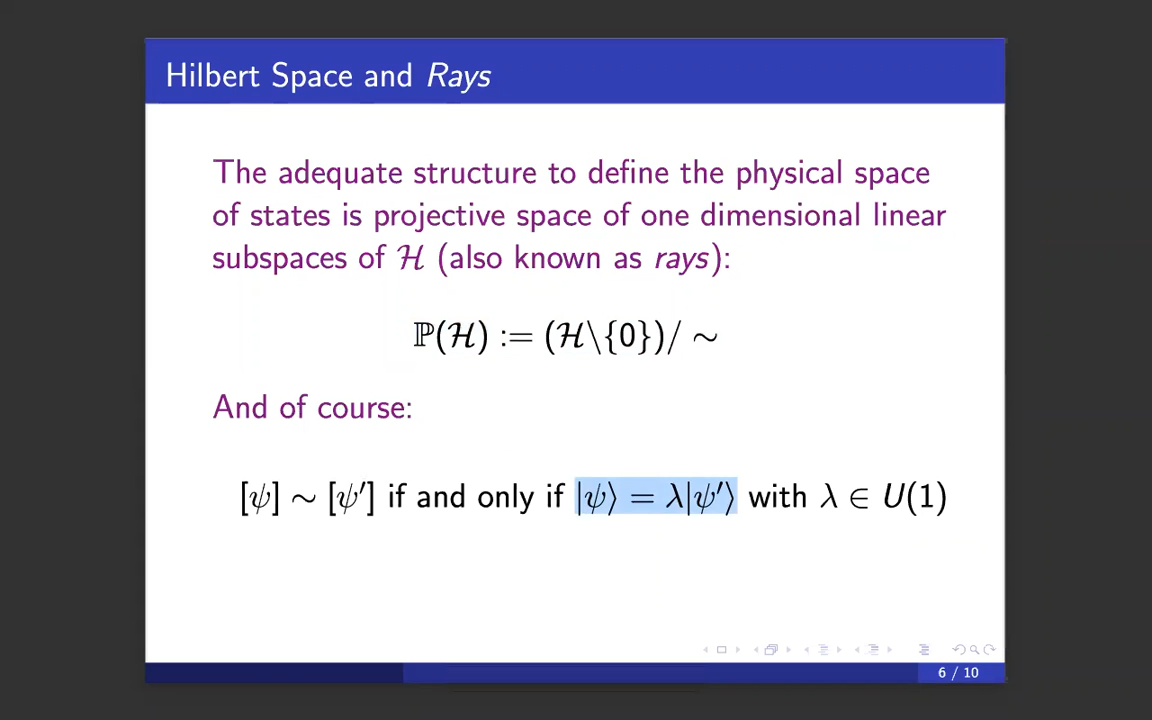 Hilbert Space and Rays
The adequate structure to define the physical space
of states is projective space of one dimensional linear
subspaces of ℋ (also known as rays):
ℙ(ℋ) := (ℋ\{0})/ ∼
And of course:
[ψ] ∼ [ψ′] if and only if |ψ⟩ = λ|ψ′⟩ with λ ∈ U(1)
6 / 10